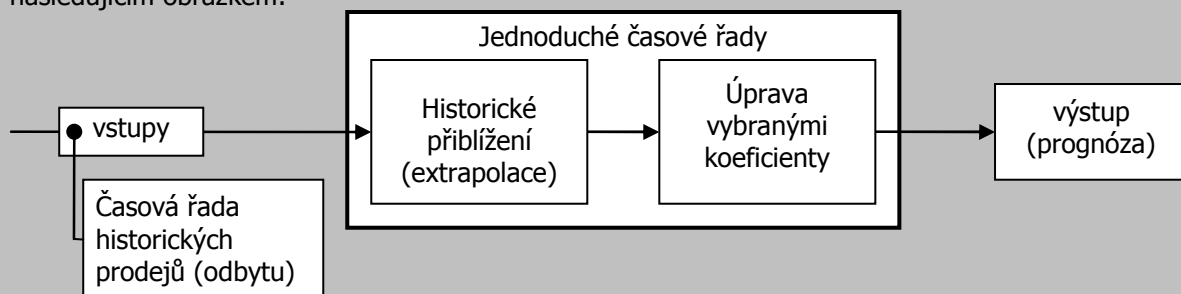 následujícím obrázkem:
Jednoduché časové řady
vstupy
Historické
přiblížení
(extrapolace)
Úprava
vybranými
koeficienty
výstup
(prognóza)
Časová řada
historických
prodejů (odbytu)